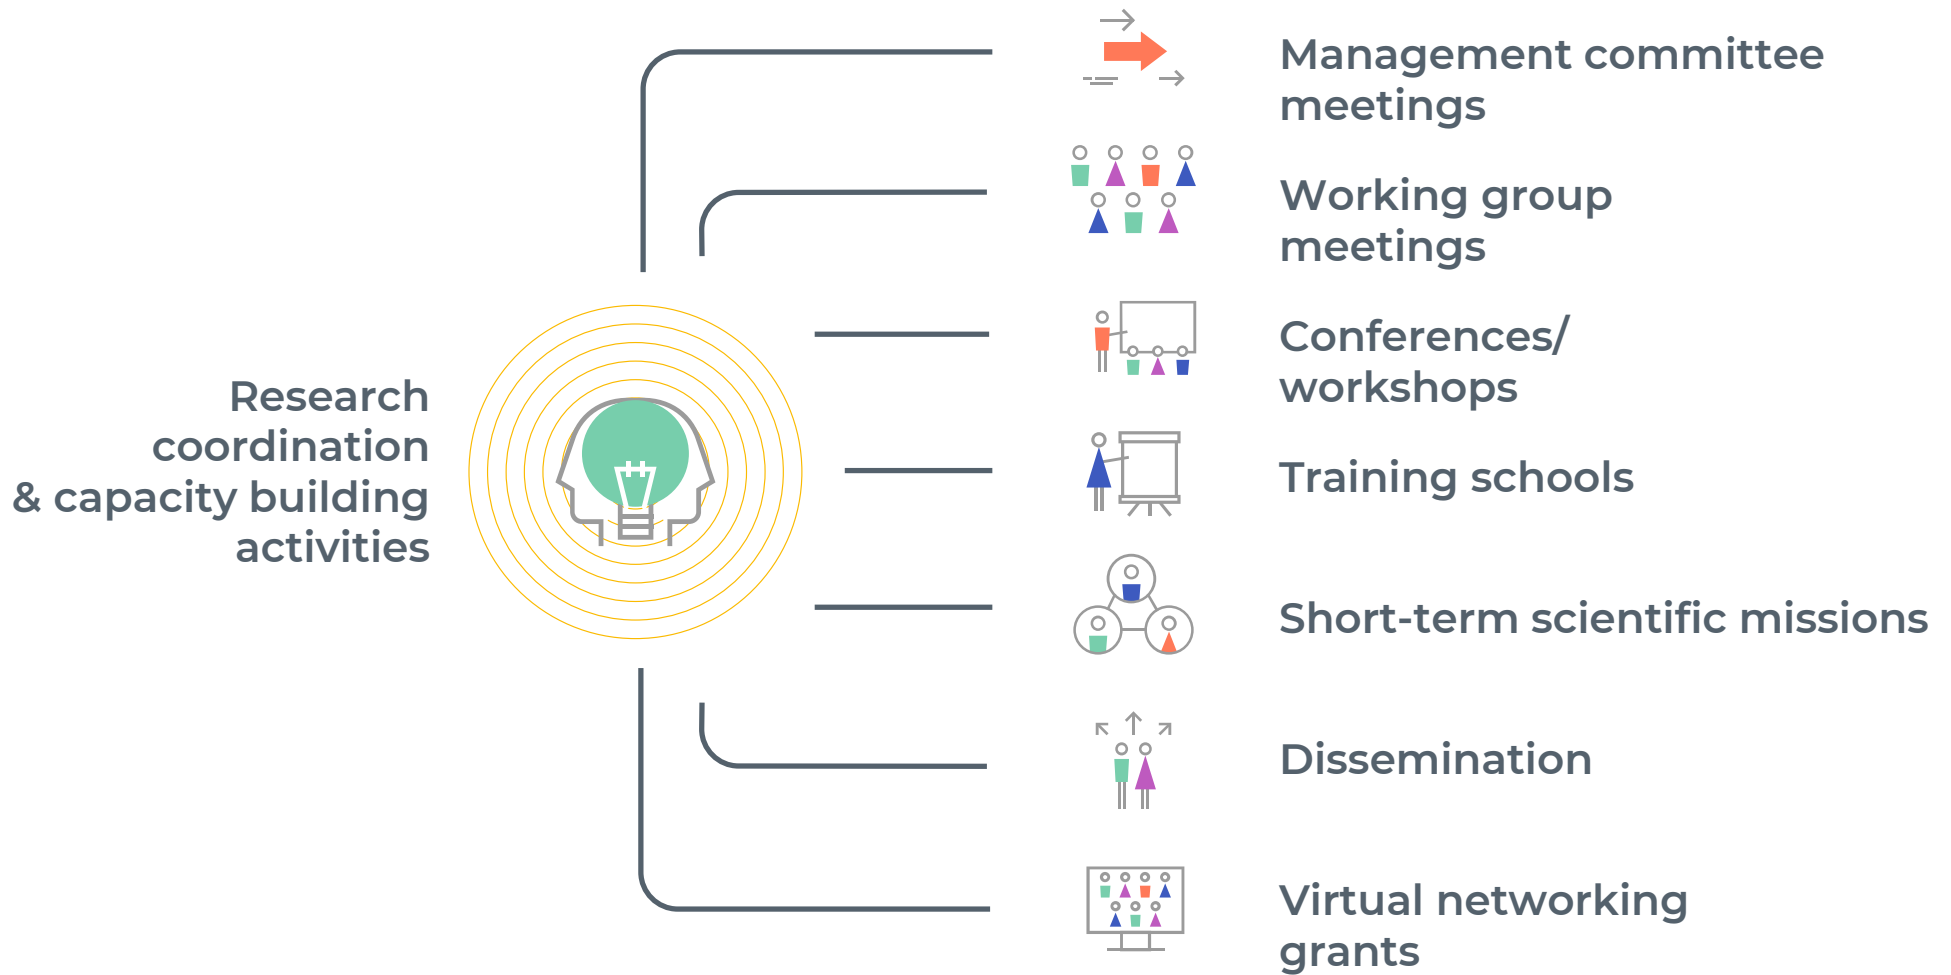 Research
coordination
& capacity building
activities
Management committee
meetings
Working group
meetings
Conferences/
workshops
Training schools
Short-term scientific missions
Dissemination
Virtual networking
grants